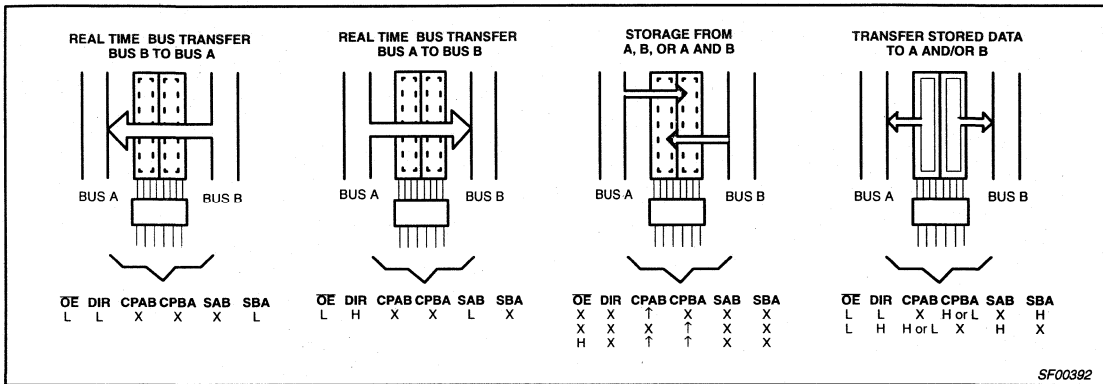 REAL TIME BUS TRANSFER
BUS B TO BUS A
BUS A
BUS B
OE DIR CPAB CPBA SAB SBA
L L X X X L
REAL TIME BUS TRANSFER
BUS A TO BUS B
BUS A
BUS B
OE DIR CPAB CPBA SAB SBA
L H X X L X
STORAGE FROM
A, B, OR A AND B
BUS A
BUS B
OE DIR CPAB CPBA SAB SBA
X X ↑ X X X
X X X ↑ X X
H X ↑ ↑ X X
TRANSFER STORED DATA
TO A AND/OR B
BUS A
BUS B
OE DIR CPAB CPBA SAB SBA
L L X H or L X H
L H H or L X H X
SF00392